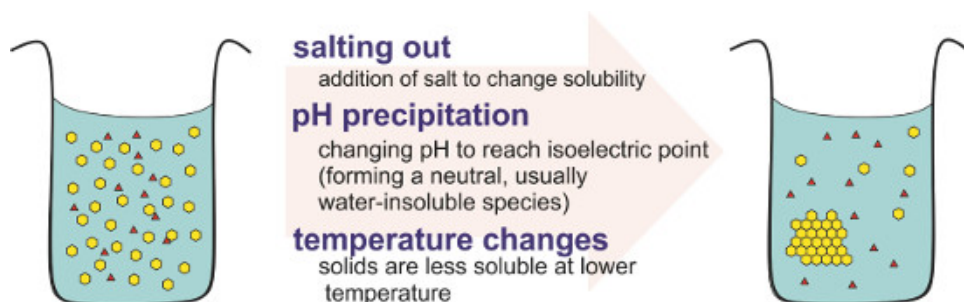 salting out
addition of salt to change solubility
pH precipitation
changing pH to reach isoelectric point
(forming a neutral, usually
water-insoluble species)
temperature changes
solids are less soluble at lower
temperature